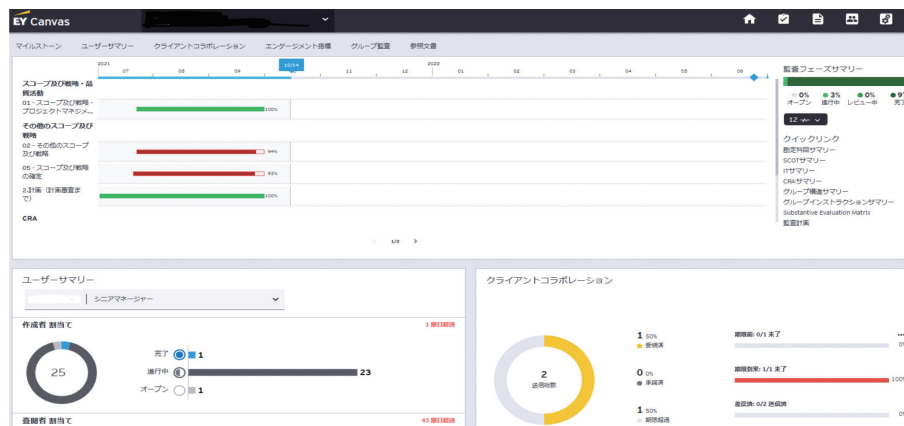 EY Canvas
マイルストーン ユーザーサマリー クライアントコラボレーション エンゲージメント指標 グループ監査 参照文書
2021 2022
07 08 09 10/14 11 12 01 02 03 04 05 06
スコープ及び戦略 - 品
質活動
01 - スコープ及び戦略 -
プロジェクトマネジメ...
100%
その他のスコープ及び
戦略
02 - その他のスコープ
及び戦略
94%
05 - スコープ及び戦略
の確定
2.計画(計画審査ま
で)
100%
CRA
1/2
監査フェーズサマリー
0% 3% 0% 9
オープン 進行中 レビュー中 完了
クイックリンク
勘定科目サマリー
SCOTサマリー
ITサマリー
CRAサマリー
グループ構造サマリー
グループインストラクションサマリー
Substantive Evaluation Matrix
監査計画
ユーザーサマリー
シニアマネージャー
作成者 割当て 1 期日超過
25
完了 1
進行中 23
オープン 1
査閲者 割当て 43 期日超過
クライアントコラボレーション
2
送信総数
1 50%
受領済
0 0%
承認済
1 50%
期限超過
期限前: 0/1 未了
0%
期限到来: 1/1 未了
100%
差戻済: 0/2 送信済
0%